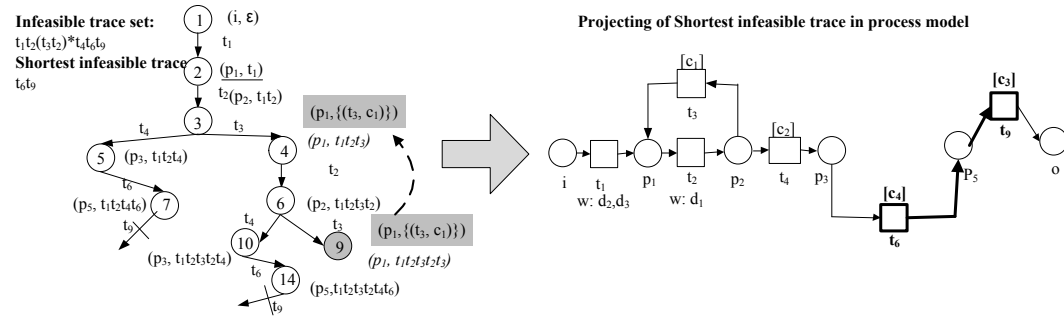 Infeasible trace set:
t1t2(t3t2)*t4t6t9
Shortest infeasible trace
t6t9
1
(i, ε)
t1
2
(p1, t1)
t2
(p2, t1t2)
3
t4
t3
5
(p3, t1t2t4)
4
(p1, t1t2t3)
(p1,{(t3, c1)})
t2
t6
7
(p5, t1t2t4t6)
t9
6
(p2, t1t2t3t2)
t4
t3
10
9
(p1,{(t3, c1)})
(p1, t1t2t3t2t3)
(p3, t1t2t3t2t4)
t6
14
(p5,t1t2t3t2t4t6)
t9
Projecting of Shortest infeasible trace in process model
[c1]
t3
[c2]
i
t1
p1
t2
p2
t4
p3
w: d2,d3
w: d1
[c4]
t6
P5
[c3]
t9
o